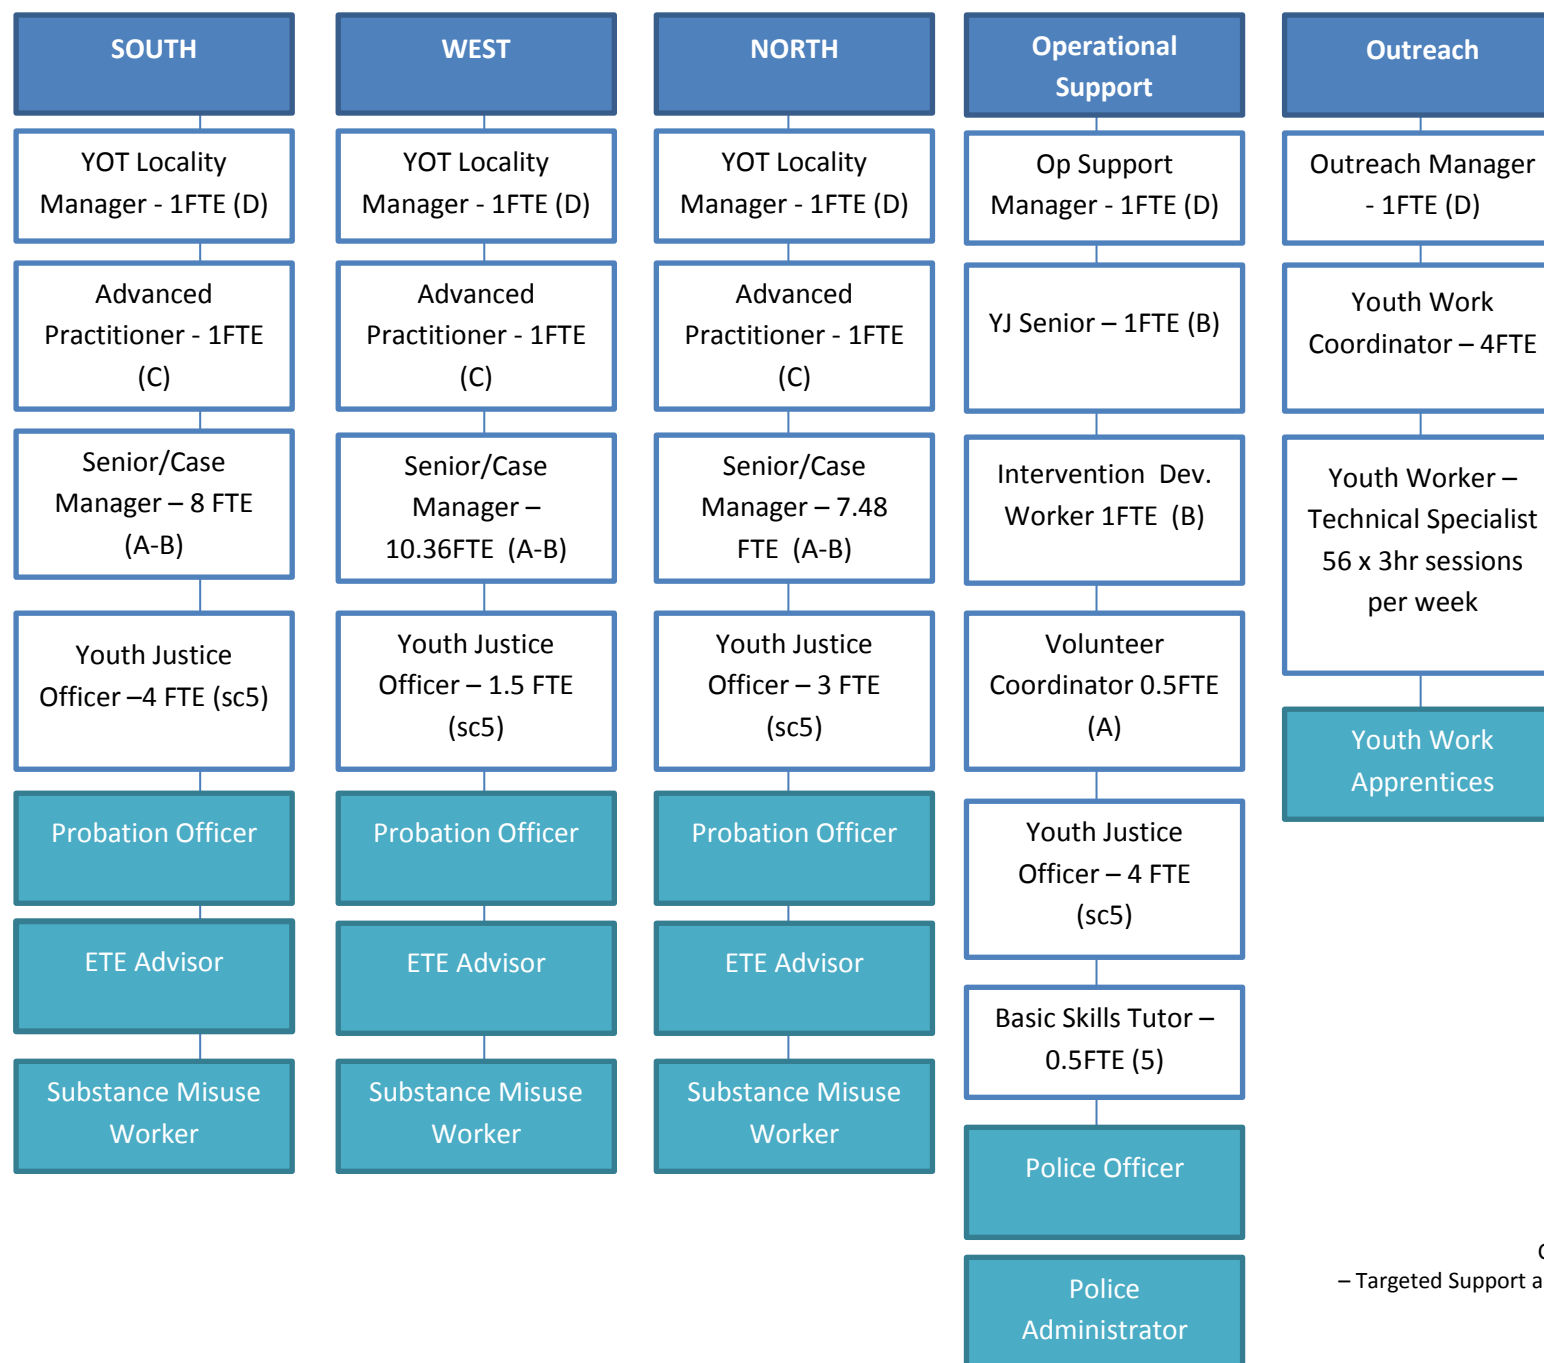 SOUTH
YOT Locality
Manager - 1FTE (D)
Advanced
Practitioner - 1FTE
(C)
Senior/Case
Manager – 8 FTE
(A-B)
Youth Justice
Officer –4 FTE (sc5)
Probation Officer
ETE Advisor
Substance Misuse
Worker
WEST
YOT Locality
Manager - 1FTE (D)
Advanced
Practitioner - 1FTE
(C)
Senior/Case
Manager –
10.36FTE (A-B)
Youth Justice
Officer – 1.5 FTE
(sc5)
Probation Officer
ETE Advisor
Substance Misuse
Worker
NORTH
YOT Locality
Manager - 1FTE (D)
Advanced
Practitioner - 1FTE
(C)
Senior/Case
Manager – 7.48
FTE (A-B)
Youth Justice
Officer – 3 FTE
(sc5)
Probation Officer
ETE Advisor
Substance Misuse
Worker
Operational
Support
Op Support
Manager - 1FTE (D)
YJ Senior – 1FTE (B)
Intervention Dev.
Worker 1FTE (B)
Volunteer
Coordinator 0.5FTE
(A)
Youth Justice
Officer – 4 FTE
(sc5)
Basic Skills Tutor –
0.5FTE (5)
Police Officer
Police
Administrator
Outreach
Outreach Manager
- 1FTE (D)
Youth Work
Coordinator – 4FTE
Youth Worker –
Technical Specialist
56 x 3hr sessions
per week
Youth Work
Apprentices
– Targeted Support a